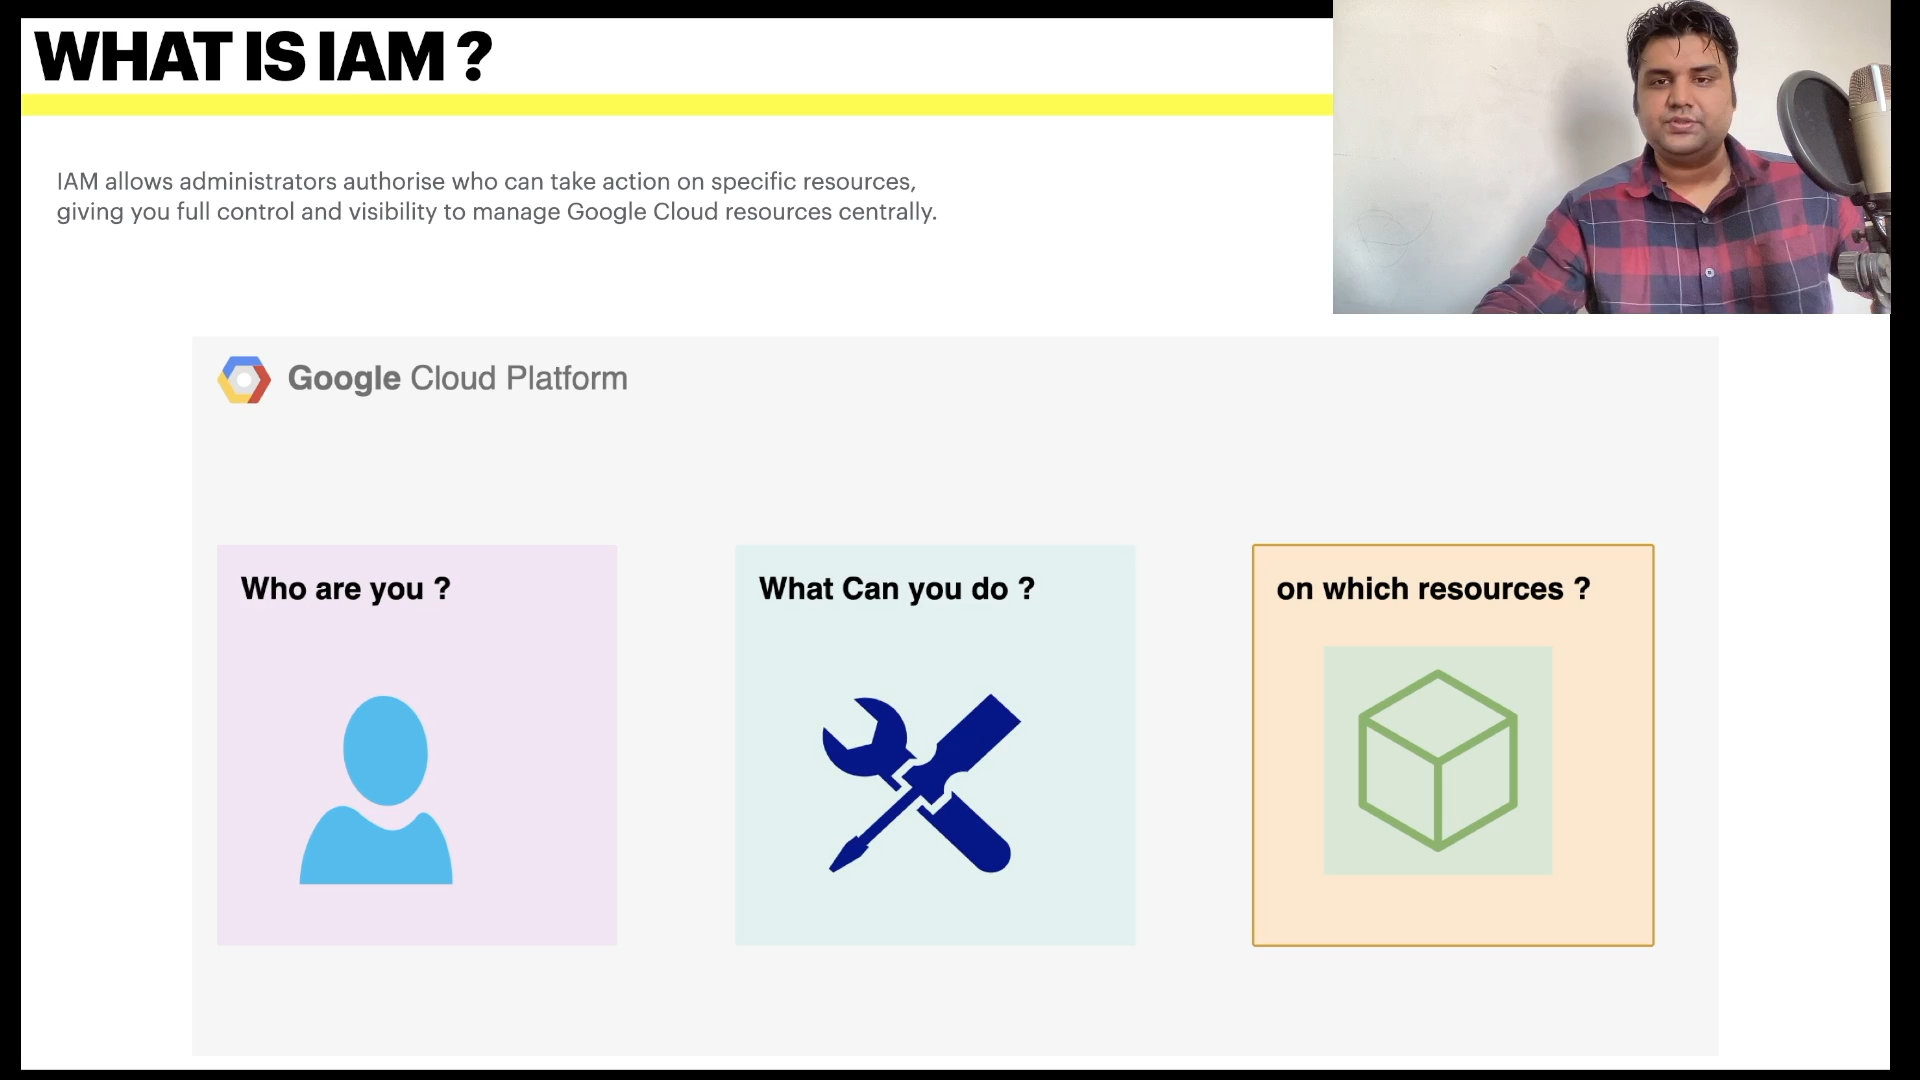 WHAT IS IAM ?
IAM allows administrators authorise who can take action on specific resources,
giving you full control and visibility to manage Google Cloud resources centrally.
Google Cloud Platform
Who are you ?
What Can you do ?
on which resources ?